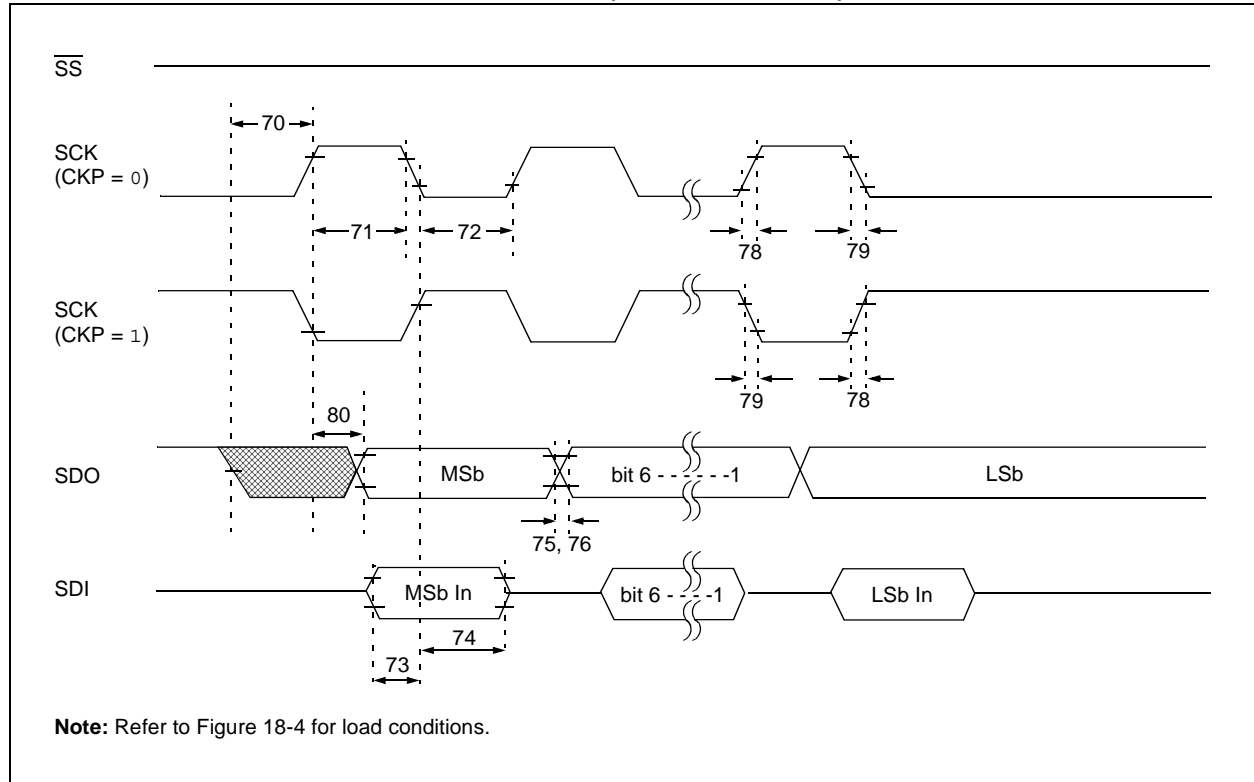 SS
70
SCK
(CKP = 0)
71
72
78
79
SCK
(CKP = 1)
79
78
80
SDO
MSb
bit 6 - - - - - -1
LSb
75, 76
SDI
MSb In
bit 6 - - - - -1
LSb In
74
73
Note: Refer to Figure 18-4 for load conditions.